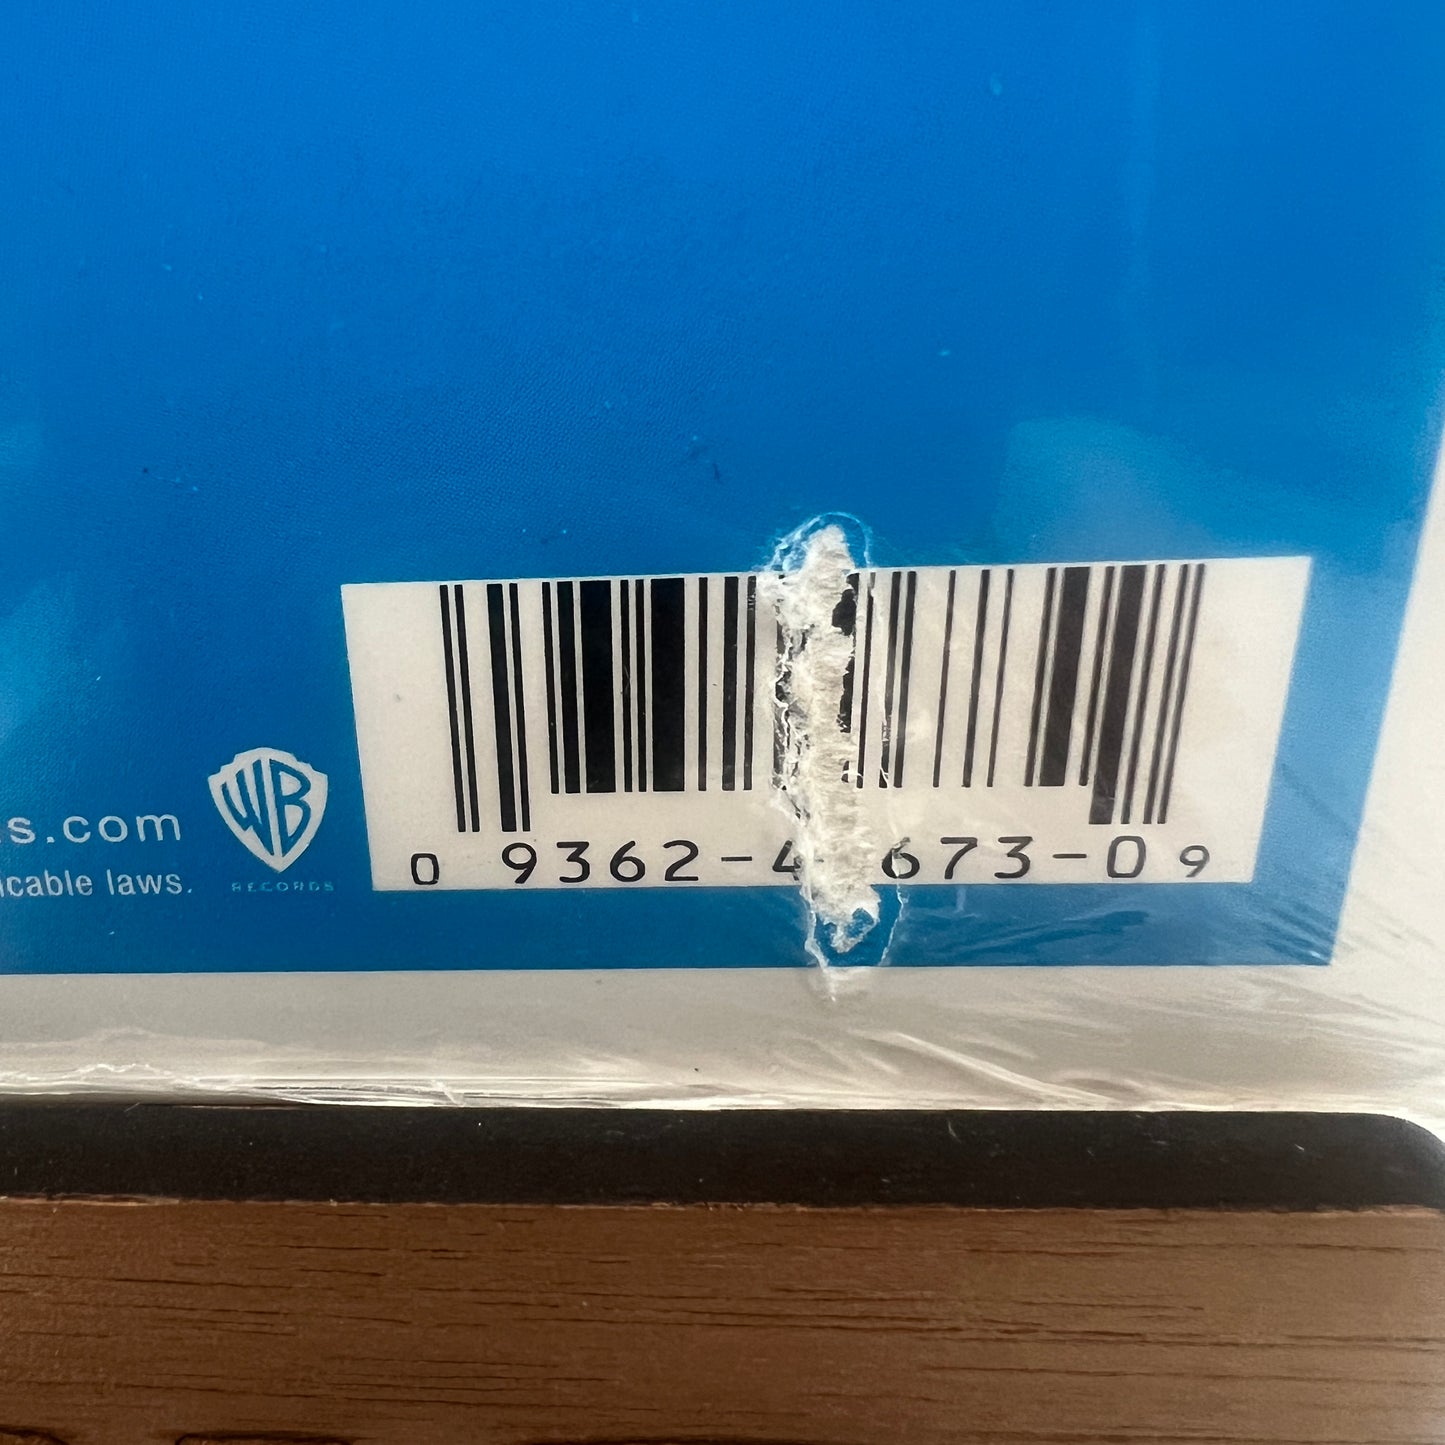 s.com
icable laws.
WB
RECORDS
0 9362-4 673-0 9